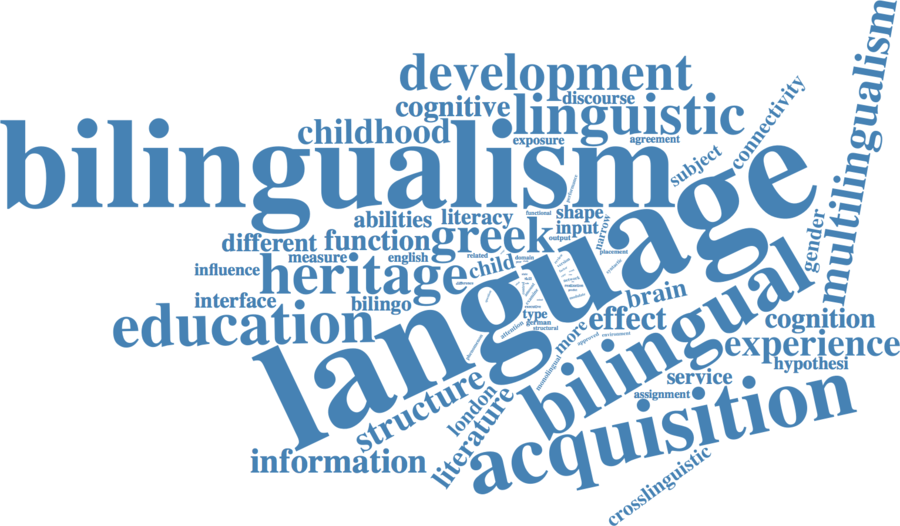 development
cognitive
discourse
linguistic
childhood
exposure
agreement
connectivity
multilingualism
bilingualism
subject
language
abilities
literacy
functional
shape
input
output
narrow
gender
different
function
greek
placement
measure
english
related
domain
influence
heritage
child
interface
bilingo
brain
bilingual
education
type
german
structural
attention
more
effect
approved
environment
cognition
experience
hypothesi
monolingual
service
assignment
structure
london
literature
acquisition
information
crosslinguistic